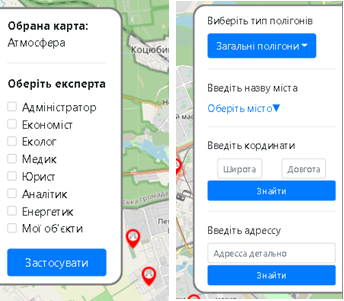 Обрана карта:
Атмосфера
Оберіть експерта
Адміністратор
Економіст
Еколог
Медик
Юрист
Аналітик
Енергетик
Мої об'єкти
Застосувати
Коцюбин
Виберіть тип полігонів
Загальні полігони
Введіть назву міста
Оберіть місто▼
Введіть кординати
Широта Довгота
Знайти
Введіть адрессу
Адресса детально
Знайти